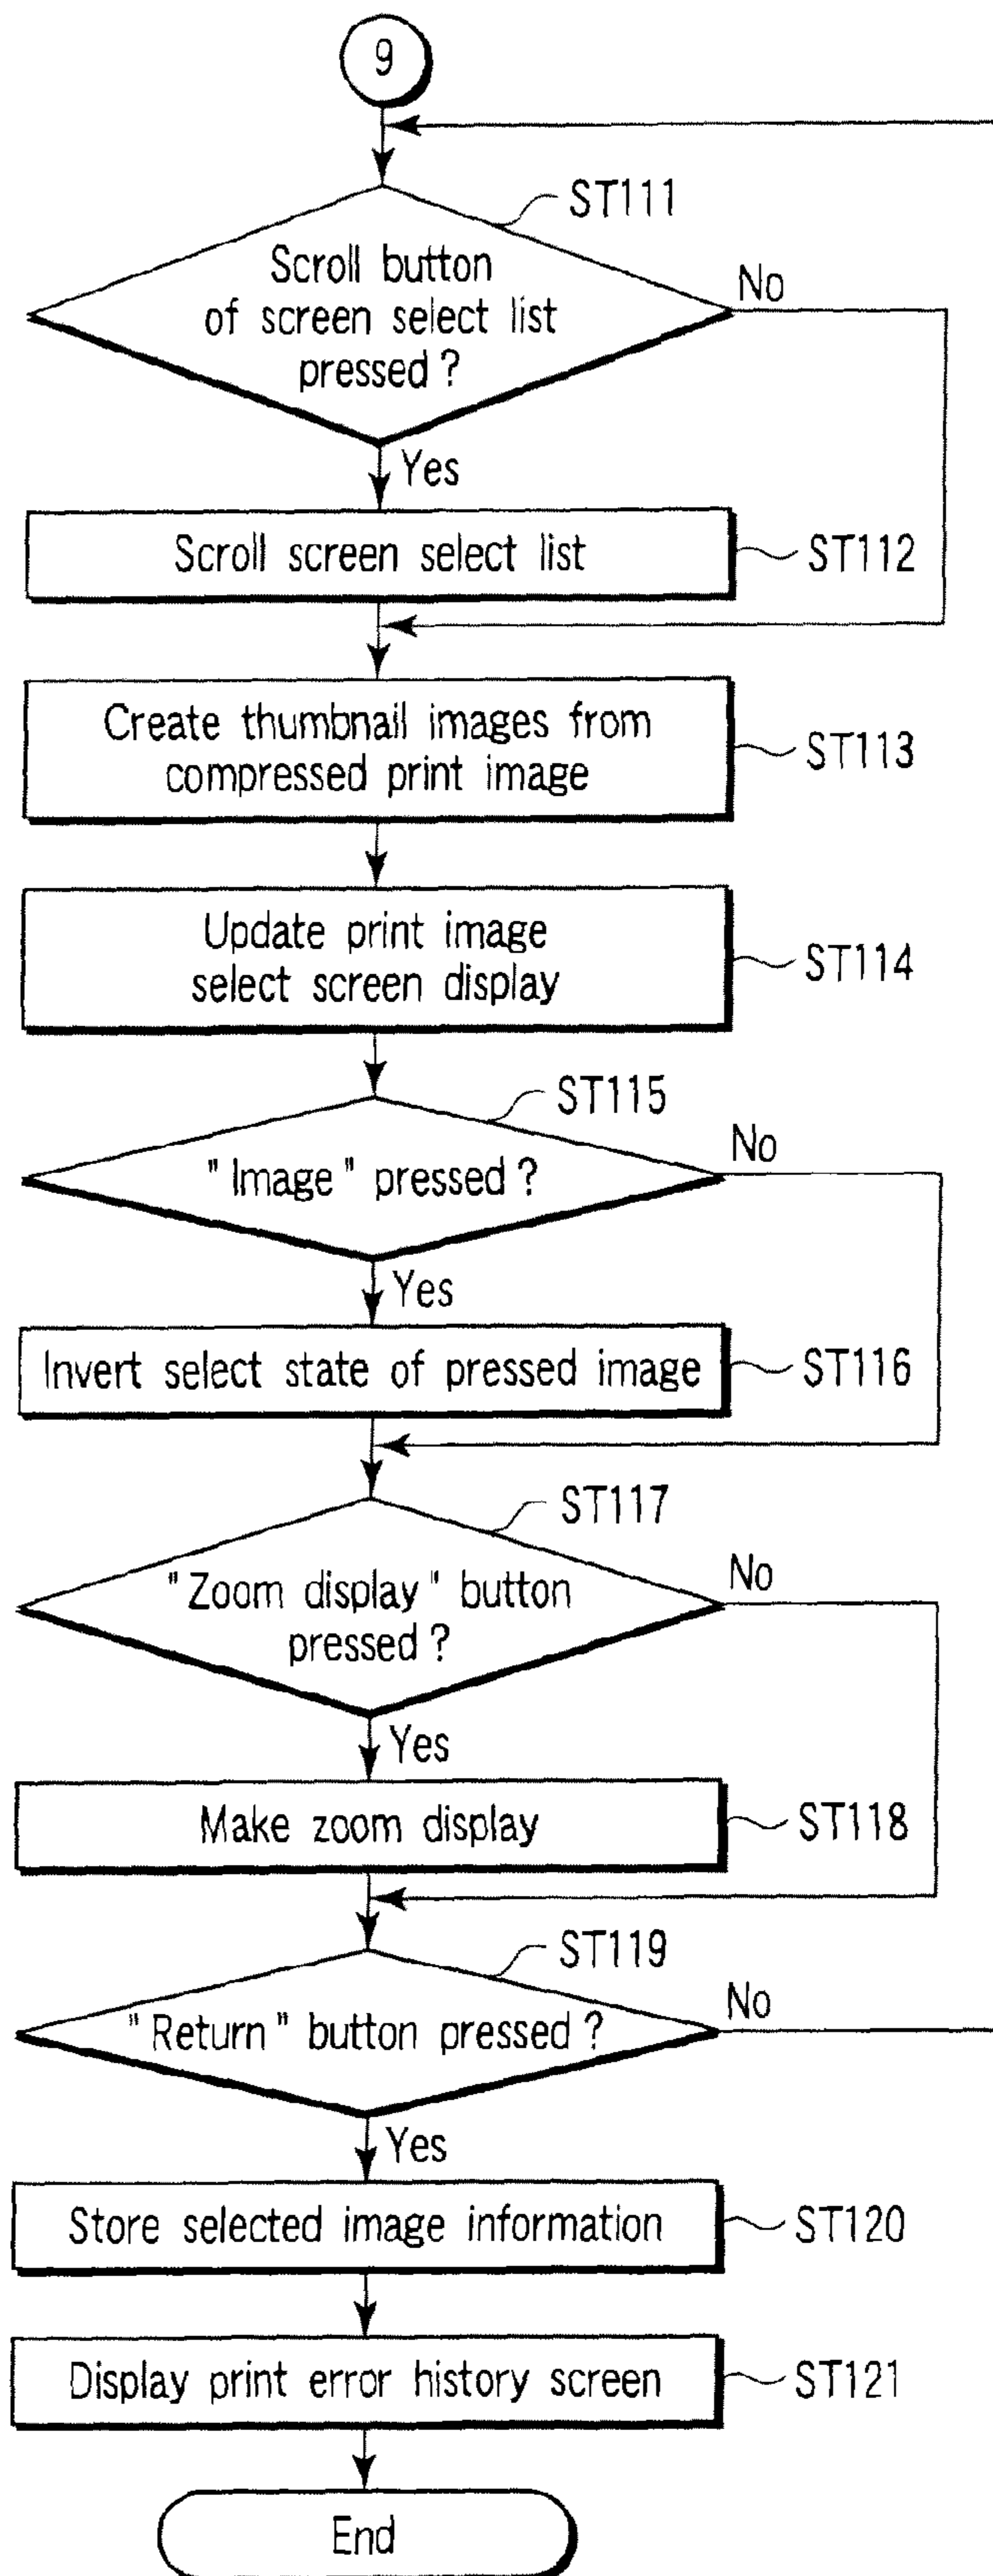 9
ST111
Scroll button
of screen select list
pressed ?
No
Yes
Scroll screen select list
ST112
Create thumbnail images from
compressed print image
ST113
Update print image
select screen display
ST114
ST115
" Image " pressed ?
No
Yes
Invert select state of pressed image
ST116
ST117
"Zoom display " button
pressed ?
No
Yes
Make zoom display
ST118
ST119
" Return " button pressed ?
No
Yes
Store selected image information
ST120
Display print error history screen
ST121
End